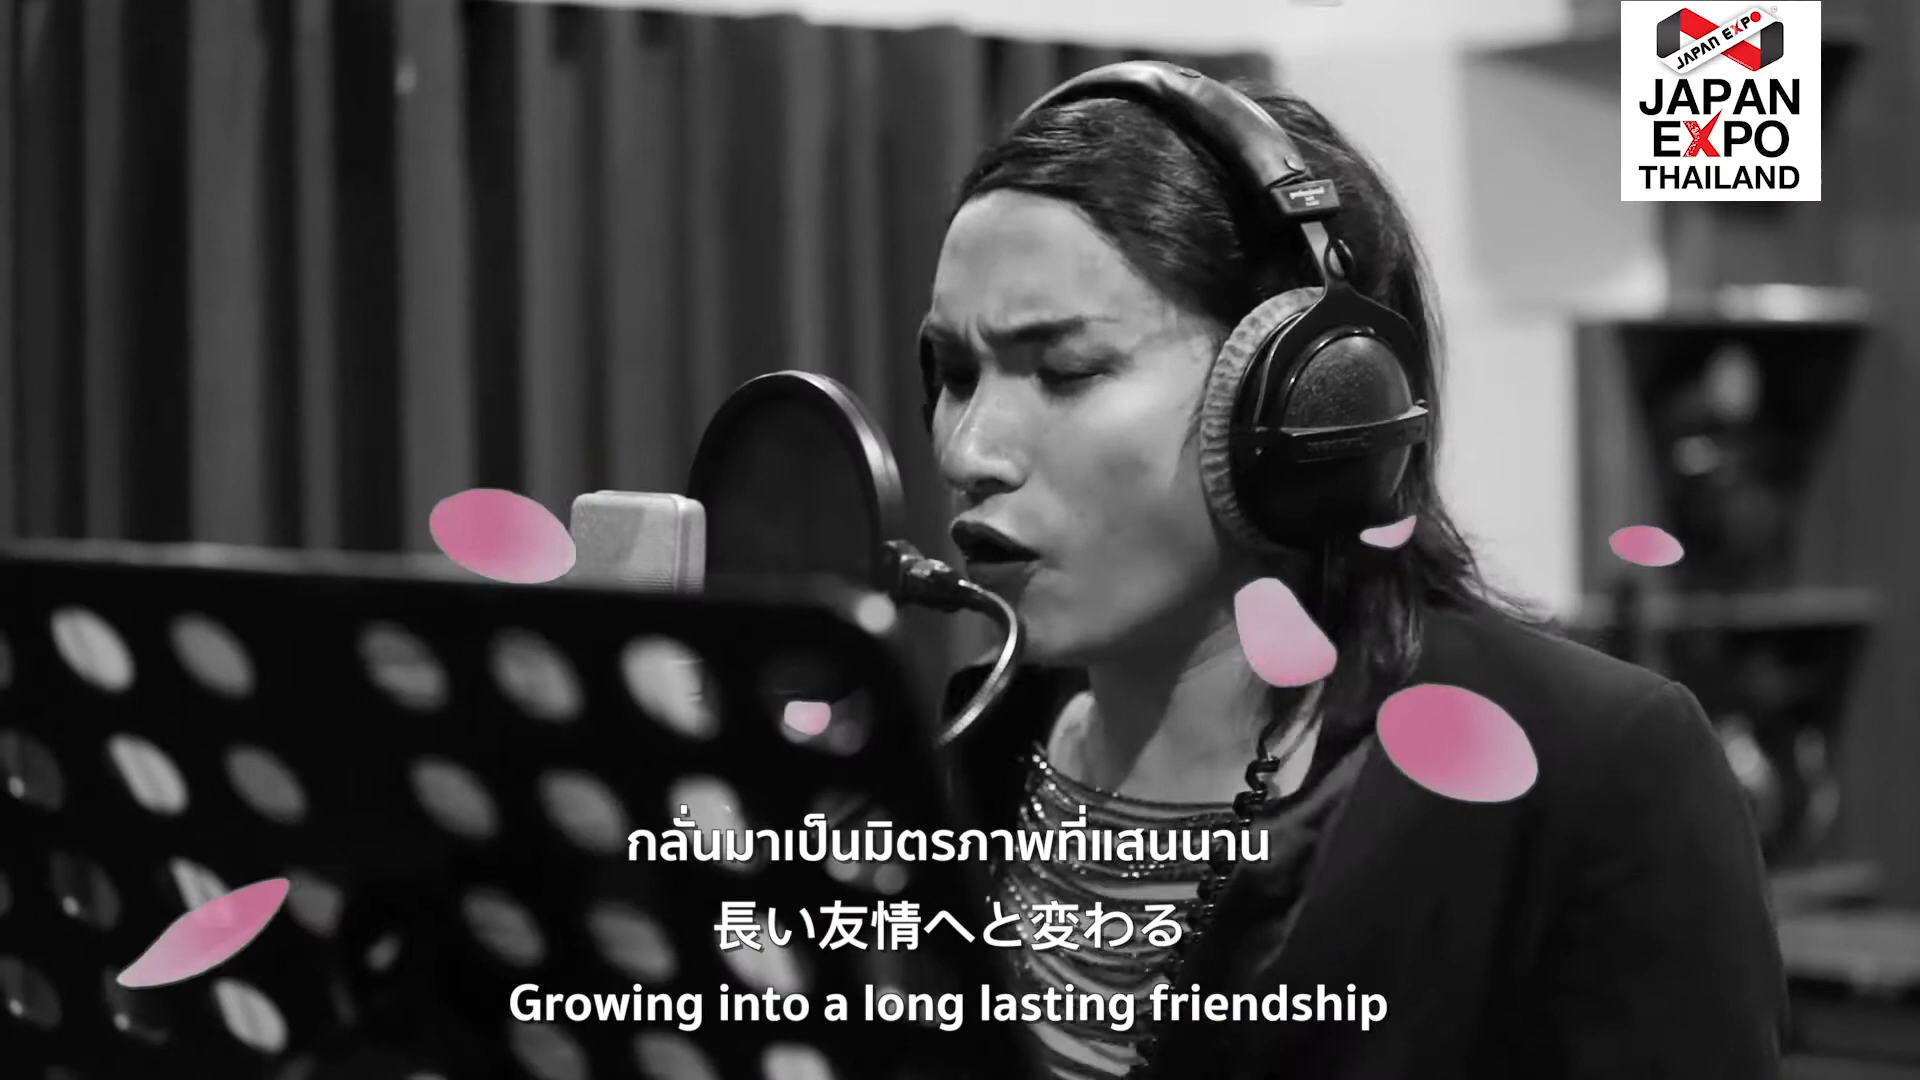 JAPAN EXPO
JAPAN
EXPO
THAILAND
กลั่นมาเป็นมิตรภาพที่แสนนาน
長い友情へと変わる
Growing into a long lasting friendship